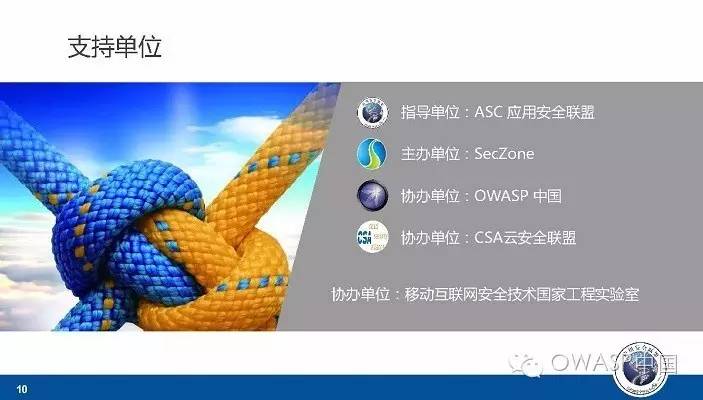 支持单位
指导单位：ASC 应用安全联盟
主办单位：SecZone
协办单位：OWASP 中国
CSA
协办单位：CSA云安全联盟
协办单位：移动互联网安全技术国家工程实验室
OWASP中国
10